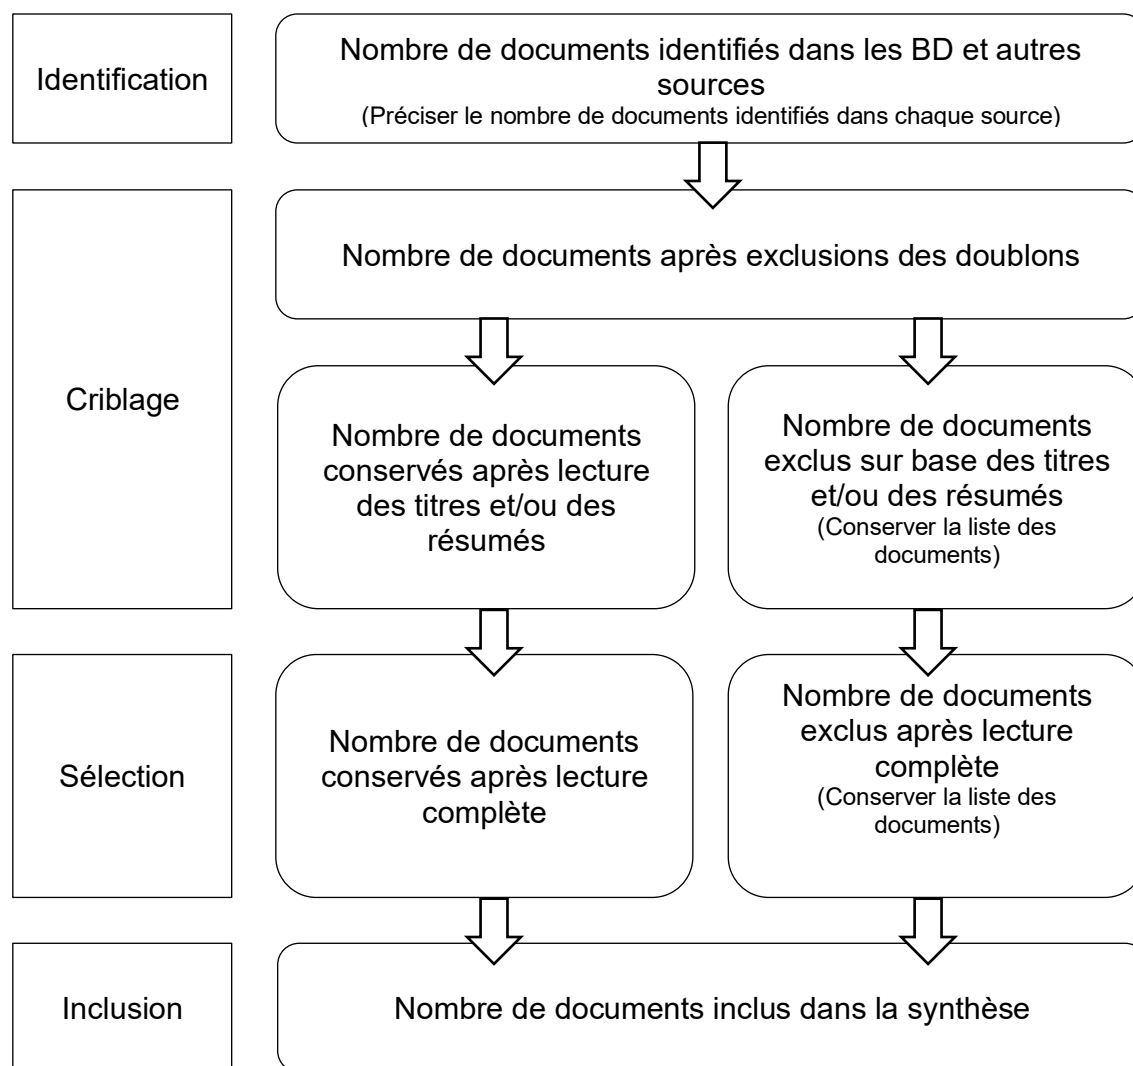 Identification
Nombre de documents identifiés dans les BD et autres
sources
(Préciser le nombre de documents identifiés dans chaque source)
Criblage
Nombre de documents après exclusions des doublons
Nombre de documents
conservés après lecture
des titres et/ou des
résumés
Nombre de documents
exclus sur base des titres
et/ou des résumés
(Conserver la liste des
documents)
Sélection
Nombre de documents
conservés après lecture
complète
Nombre de documents
exclus après lecture
complète
(Conserver la liste des
documents)
Inclusion
Nombre de documents inclus dans la synthèse